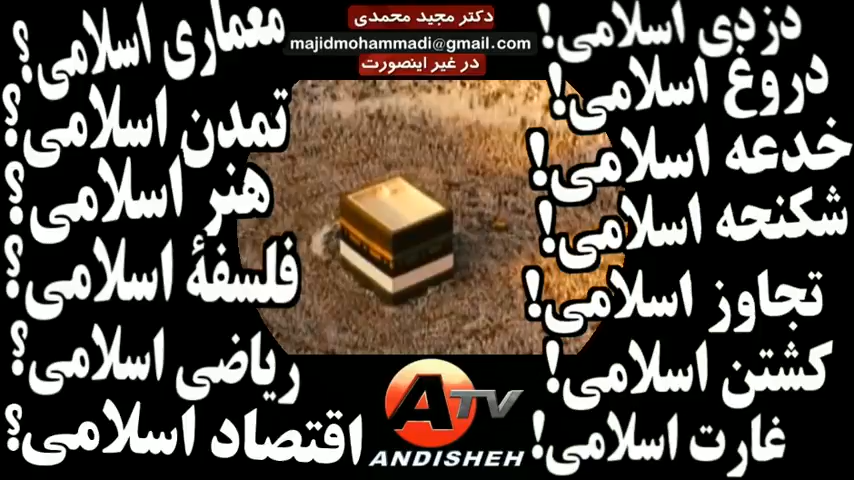 دکتر مجید محمدی
majidmohammadi@gmail.com
در غیر اینصورت
دزدی اسلامی!
دروغ اسلامی!
خدعه اسلامی!
شکنحه اسلامی!
تجاوز اسلامی!
کشتن اسلامی!
غارت اسلامی!
معماری اسلامی؟
تمدن اسلامی؟
هنر اسلامی؟
فلسفهٔ اسلامی؟
ریاضی اسلامی؟
اقتصاد اسلامی؟
ATV
ANDISHEH